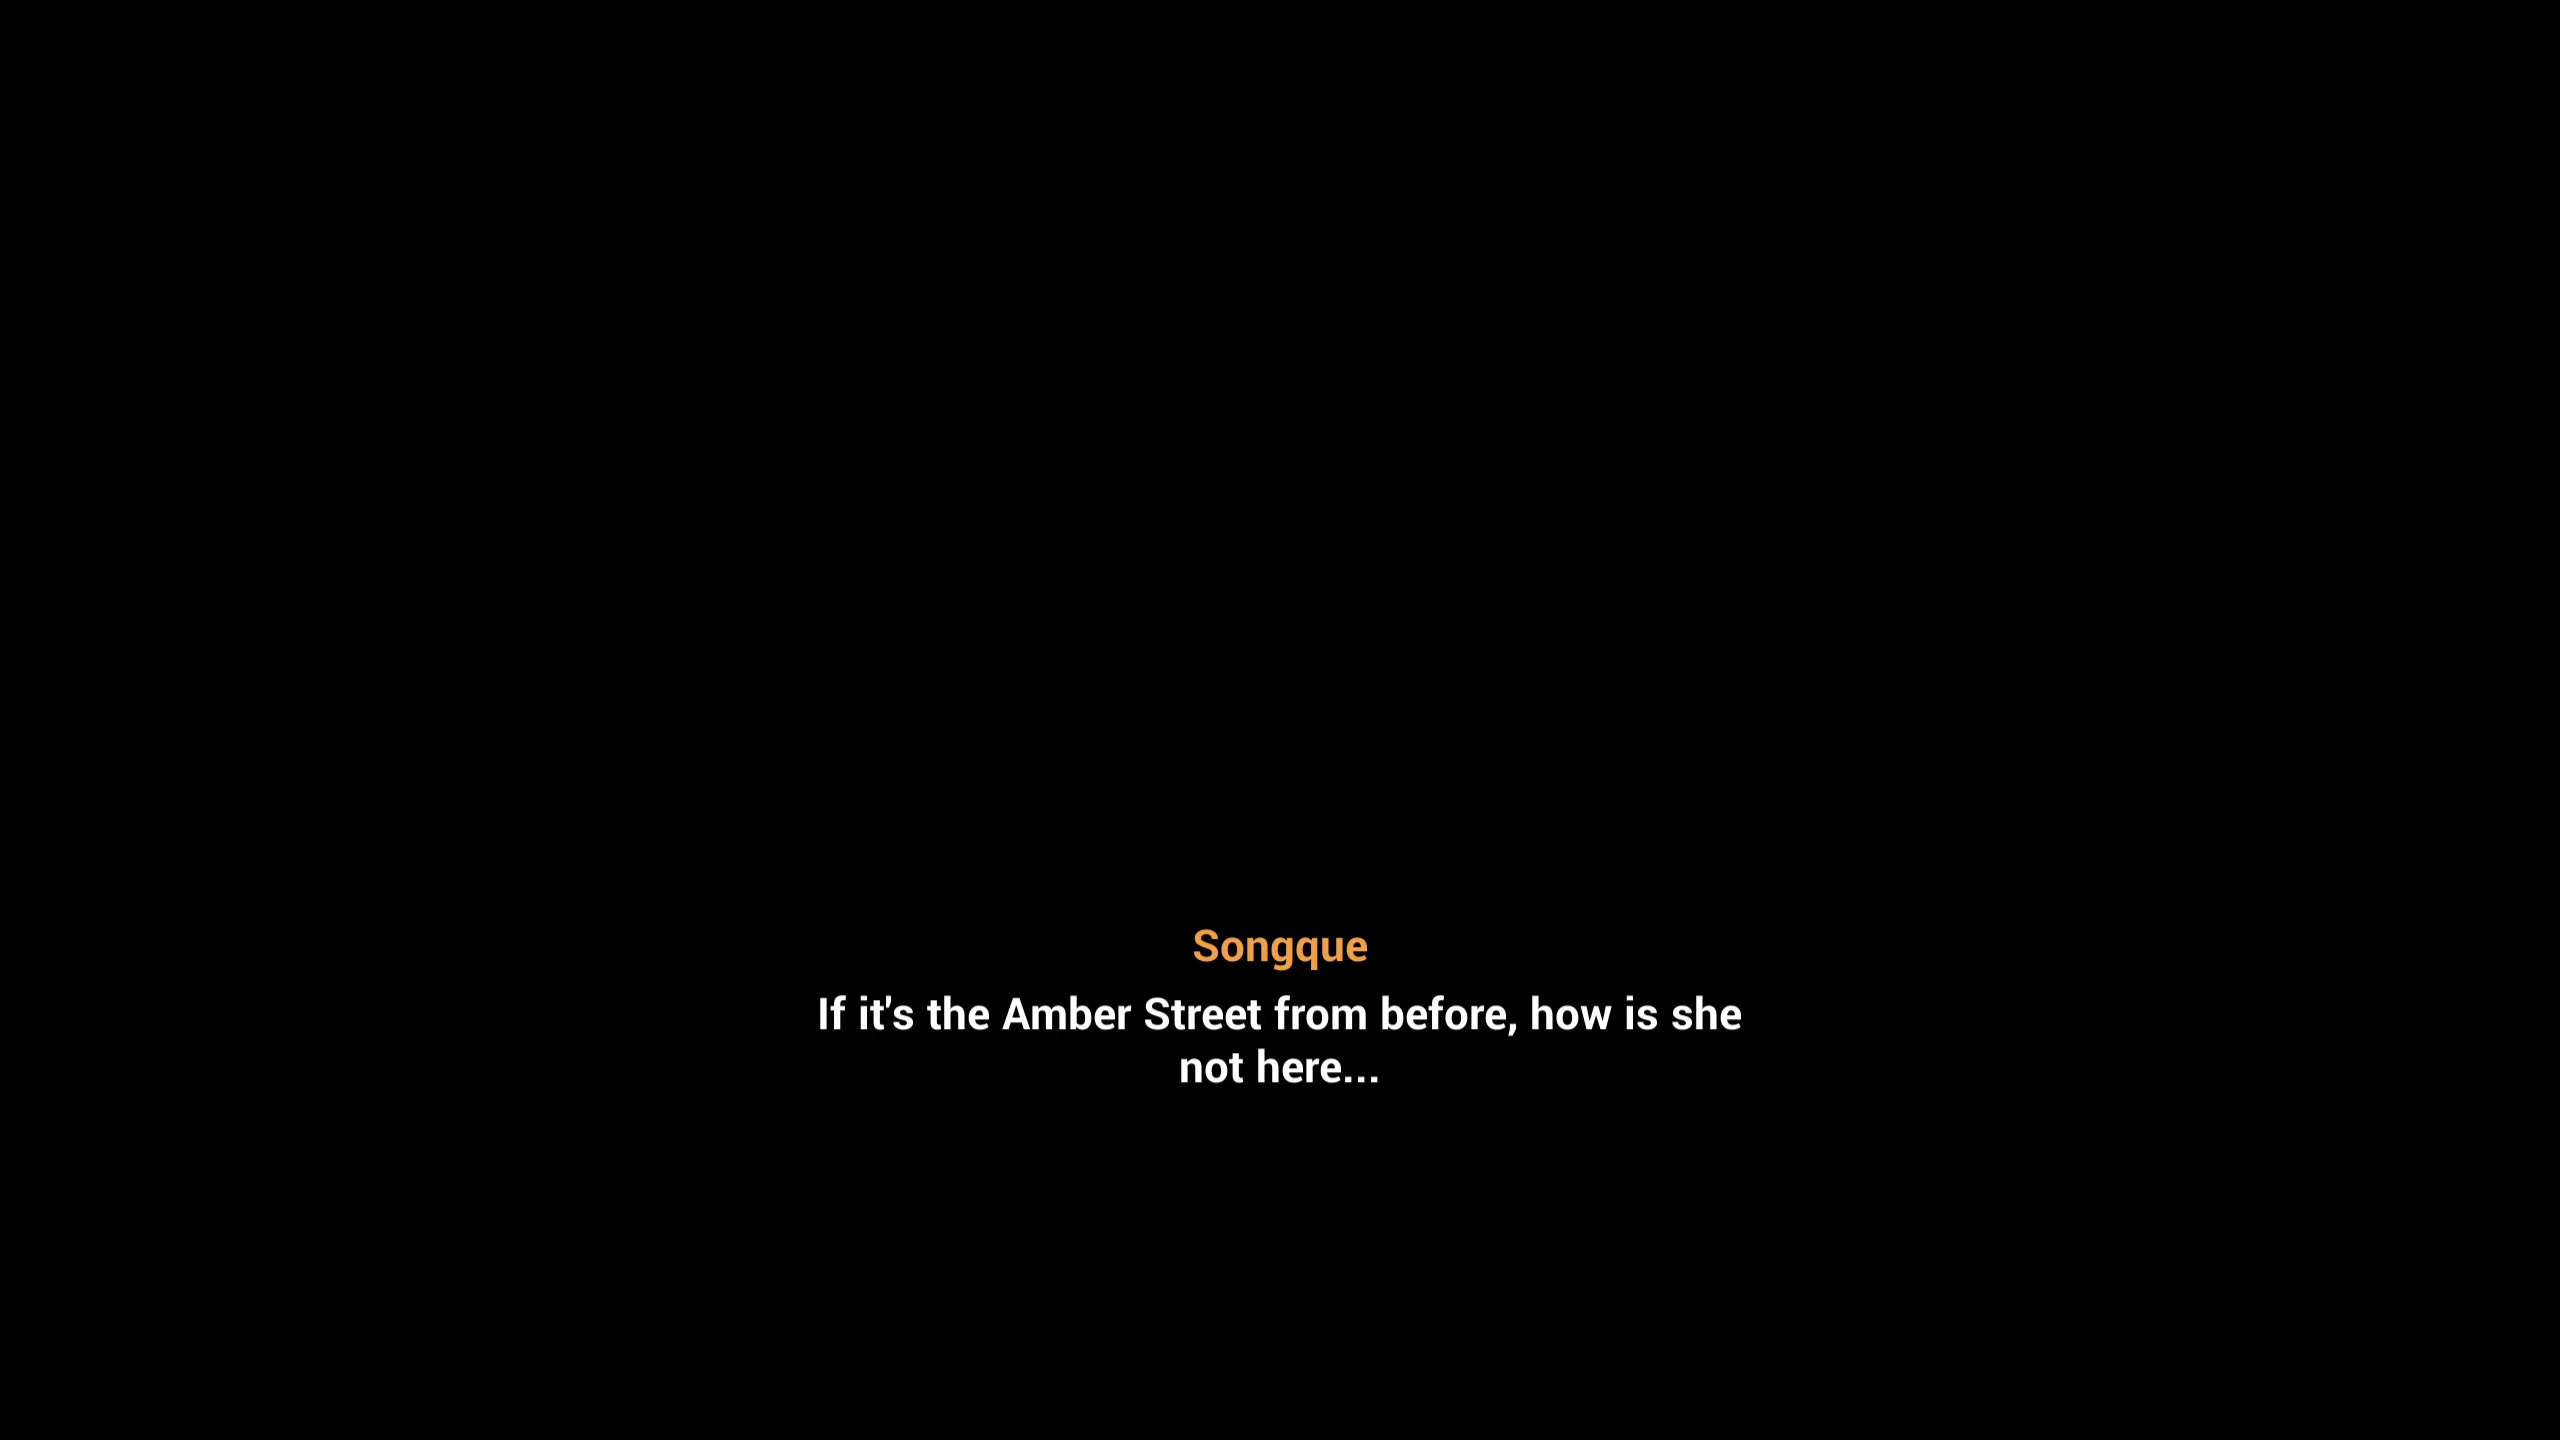 Songque
If it's the Amber Street from before, how is she
not here...